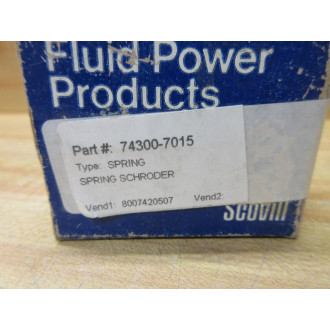 Fluid Power
Products
Part #: 74300-7015
Type: SPRING
SPRING SCHRODER
Vend1: 8007420507 Vend2:
Scovill